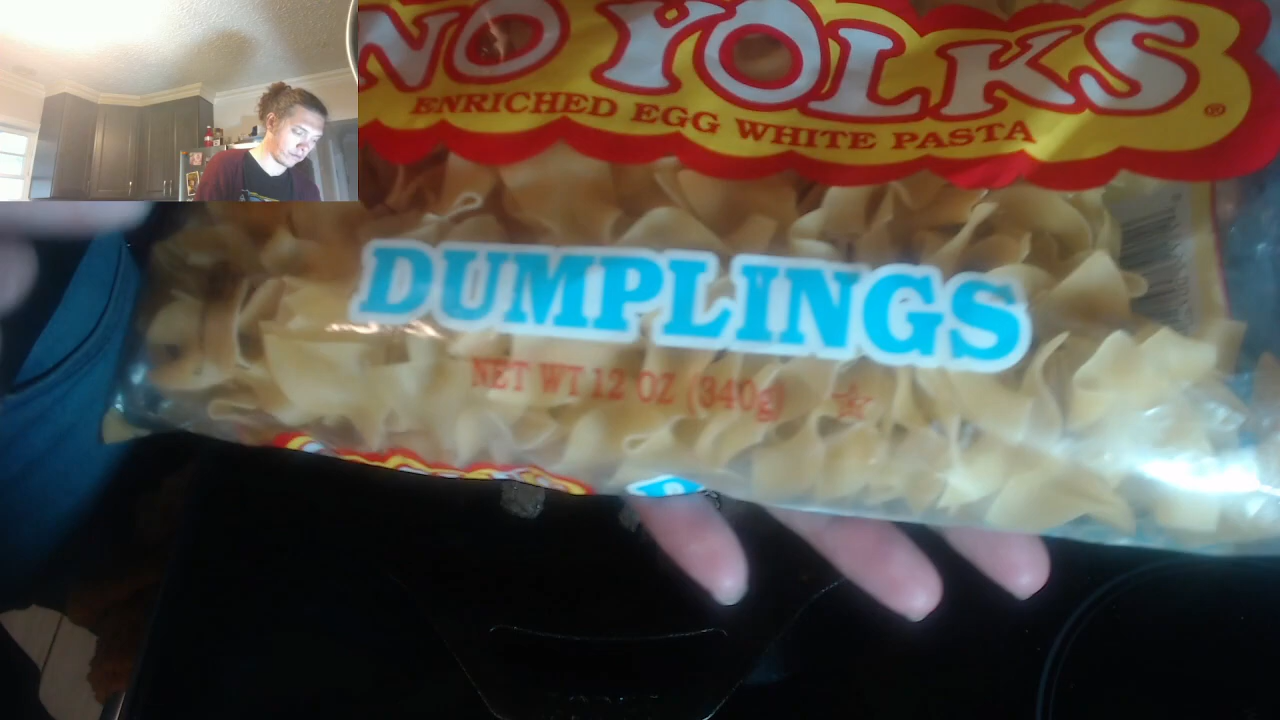 NO YOLKS®
ENRICHED EGG WHITE PASTA
DUMPLINGS
NET WT 12 OZ (340g)